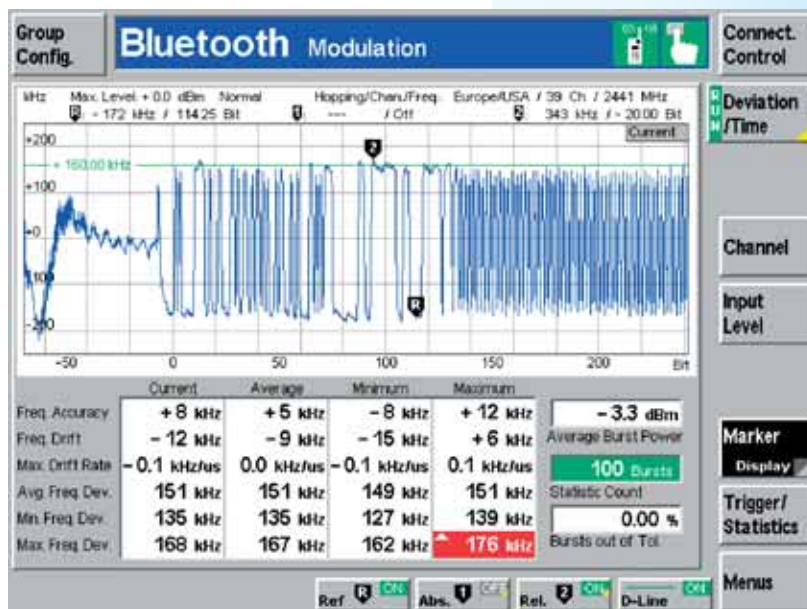 Group
Config.
Bluetooth Modulation
Connect.
Control
kHz Max. Level + 0.0 dBm Normal Hopping/Chan./Freq. Europe/USA / 39 Ch / 2441 MHz
R - 172 kHz / 114.25 Bit 1 --- / Off 2 343 kHz / - 20.00 Bit
Current
RUN
Deviation
/Time
+200
+ 160.00 kHz
+100
+0
-100
-200
2
R
-50 0 50 100 150 200 Bit
Channel
Input
Level
Current Average Minimum Maximum
Freq. Accuracy + 8 kHz + 5 kHz - 8 kHz + 12 kHz
Freq. Drift - 12 kHz - 9 kHz - 15 kHz + 6 kHz
Max. Drift Rate - 0.1 kHz/us 0.0 kHz/us - 0.1 kHz/us 0.1 kHz/us
Avg. Freq. Dev. 151 kHz 151 kHz 149 kHz 151 kHz
Min. Freq. Dev. 135 kHz 135 kHz 127 kHz 139 kHz
Max. Freq. Dev. 168 kHz 167 kHz 162 kHz 176 kHz
- 3.3 dBm
Average Burst Power
100 Bursts
Statistic Count
0.00 %
Bursts out of Tol.
Marker
Display
Trigger/
Statistics
Menus
Ref R ON
Abs. 1 OFF
Rel. 2 ON
D-Line ON